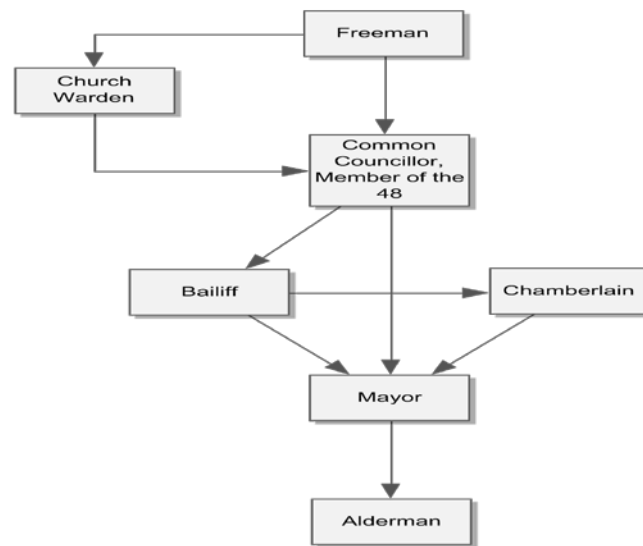 Freeman
Church
Warden
Common
Councillor,
Member of the
48
Bailiff
Chamberlain
Mayor
Alderman